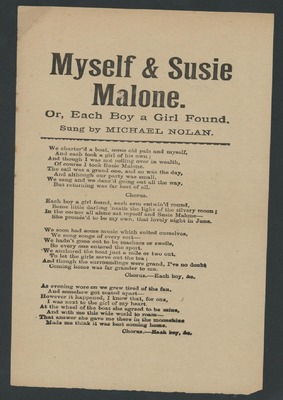 Myself & Susie
Malone.
Or, Each Boy a Girl Found.
Sung by MICHAEL NOLAN.
We charter'd a boat, some old pals and myself,
And each took a girl of his own;
And though I was not rolling over in wealth,
Of course I took Susie Malone.
The sail was a grand one, and so was the day,
And although our party was small,
We sang and we danc'd going out all the way,
But returning was far best of all.
Chorus.
Each boy a girl found, each arm entwin'd round,
Some little darling 'neath the light of the silvery moon;
In the corner all alone sat myself and Susie Malone—
She promis'd to be my own, that lovely night in June.
We soon had some music which suited ourselves,
We sang songs of every sort—
We hadn't gone out to be mashers or swells,
So every one entered the sport.
We anchored the boat just a mile or two out,
To let the girls serve out the tea;
And though the surroundings were grand, I've no doubt
Coming home was far grander to me.
Chorus.—Each boy, &c.
As evening wore on we grew tired of the fun,
And somehow got seated apart—
However it happened, I know that, for one,
I was next to the girl of my heart.
At the wheel of the boat she agreed to be mine,
And with me this wide world to roam—
That answer she gave me there in the moonshine
Made me think it was best coming home.
Chorus.—Each boy, &c.